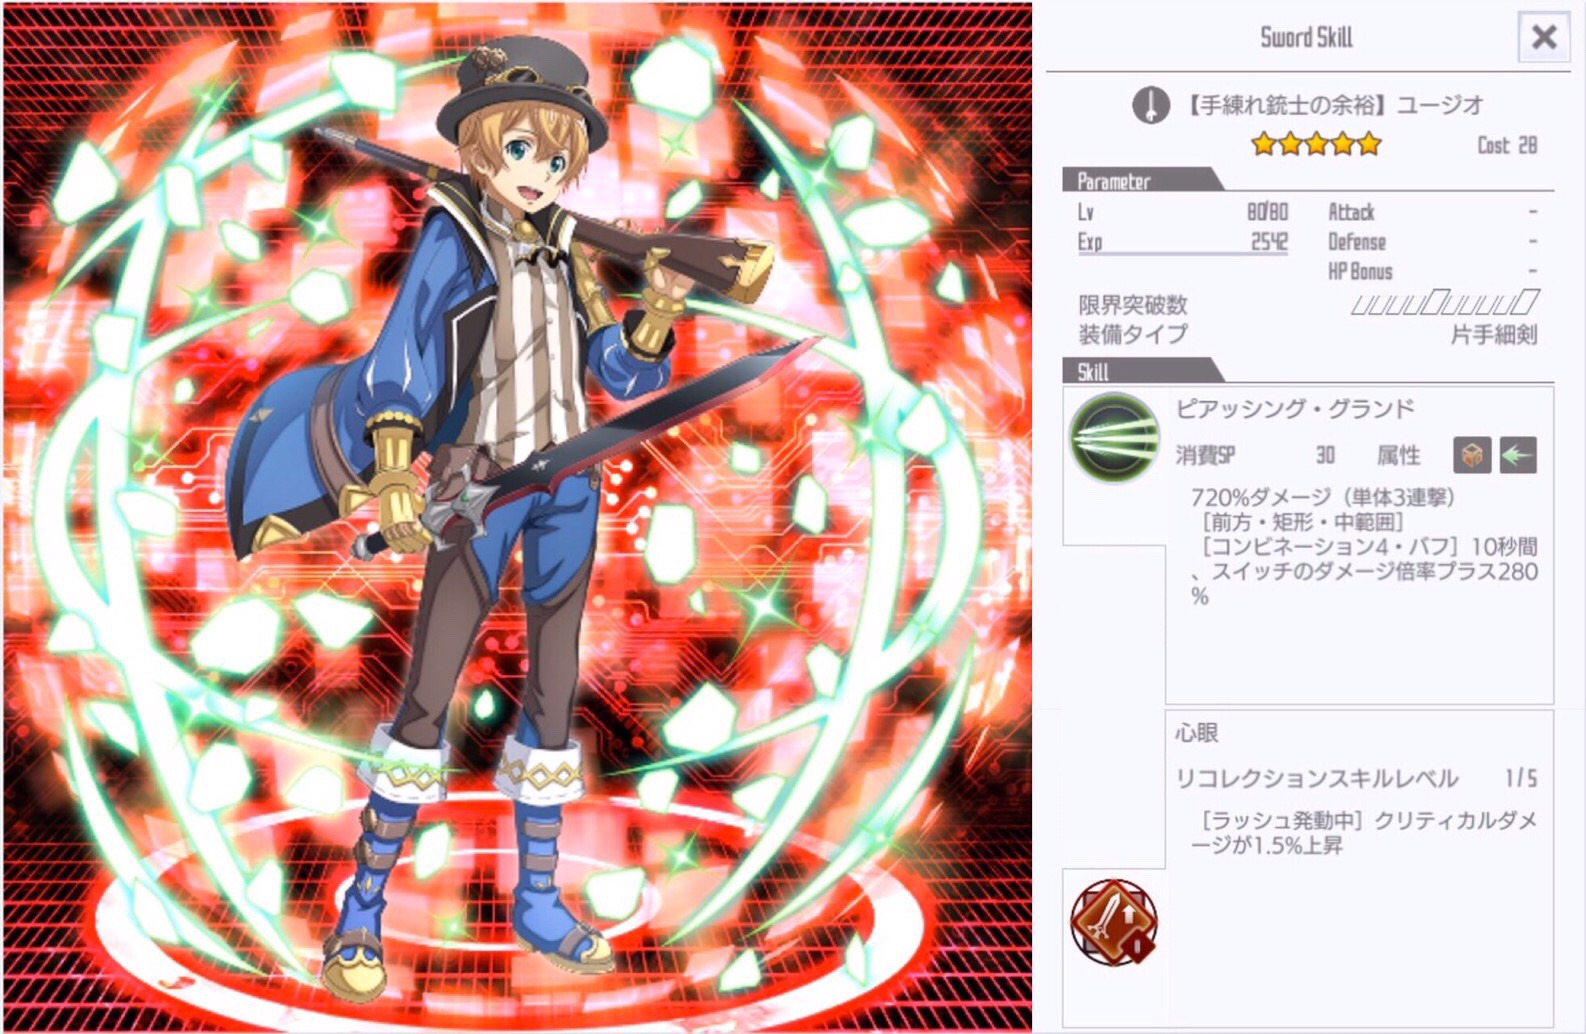 Sword Skill
【手練れ銃士の余裕】ユージオ
Cost 28
Parameter
Lv 80/80 Attack -
Exp 2542 Defense -
HP Bonus -
限界突破数
装備タイプ 片手細剣
Skill
ピアッシング・グランド
消費SP 30 属性
720%ダメージ（単体3連撃）
［前方・矩形・中範囲］
［コンビネーション4・バフ］10秒間
、スイッチのダメージ倍率プラス280
%
心眼
リコレクションスキルレベル 1/5
［ラッシュ発動中］クリティカルダメ
ージが1.5%上昇